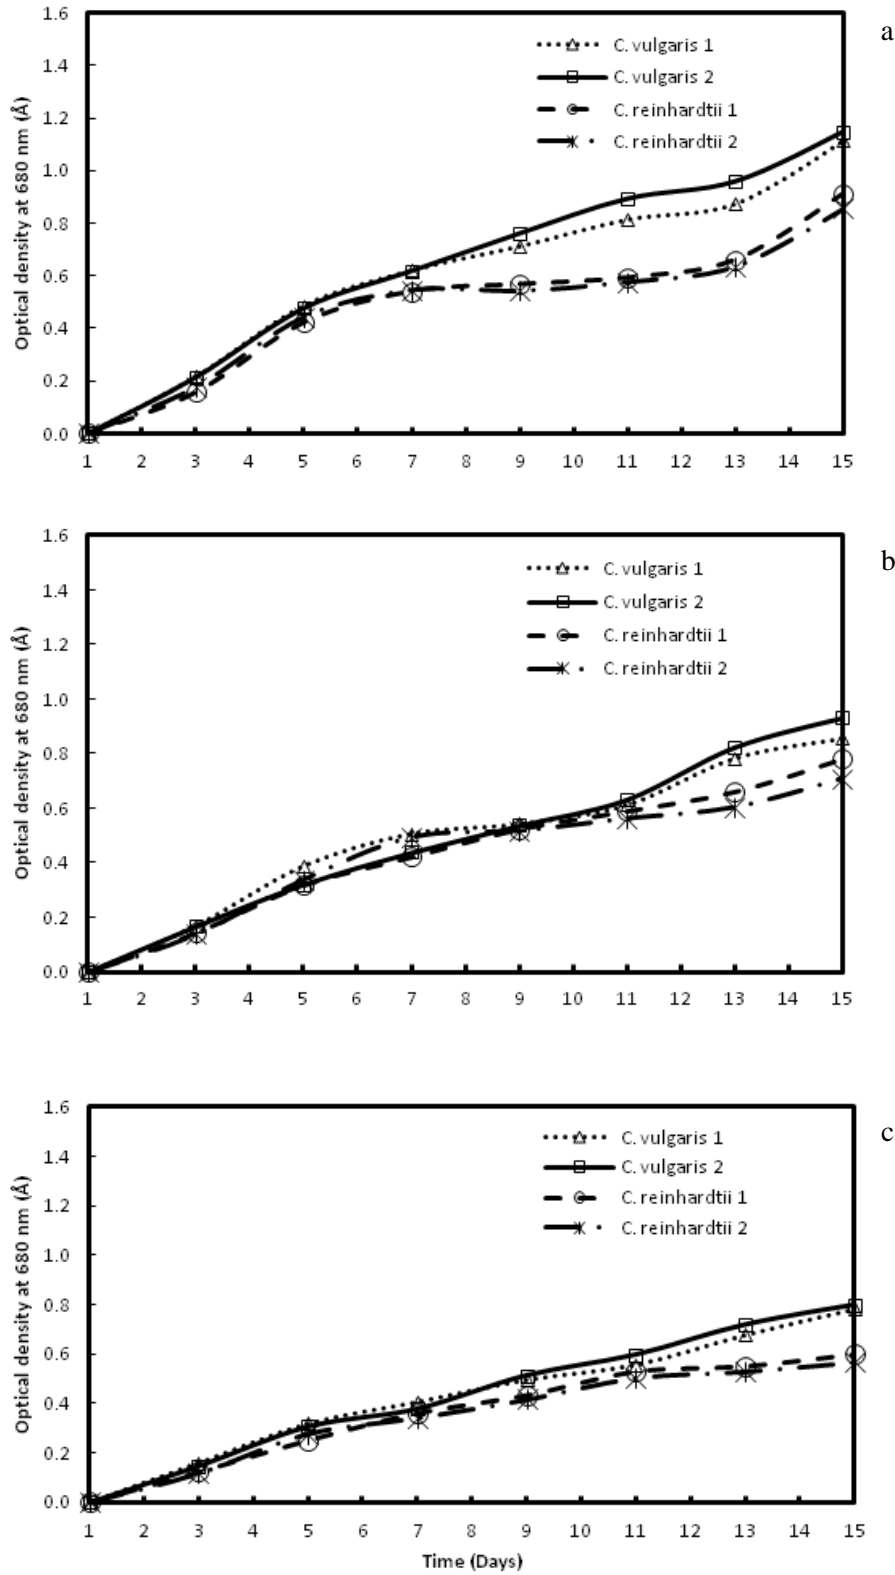 a
C. vulgaris 1
C. vulgaris 2
C. reinhardtii 1
C. reinhardtii 2
Optical density at 680 nm (Å)
1.6
1.4
1.2
1.0
0.8
0.6
0.4
0.2
0.0
1 2 3 4 5 6 7 8 9 10 11 12 13 14 15
b
C. vulgaris 1
C. vulgaris 2
C. reinhardtii 1
C. reinhardtii 2
Optical density at 680 nm (Å)
1.6
1.4
1.2
1.0
0.8
0.6
0.4
0.2
0.0
1 2 3 4 5 6 7 8 9 10 11 12 13 14 15
c
C. vulgaris 1
C. vulgaris 2
C. reinhardtii 1
C. reinhardtii 2
Optical density at 680 nm (Å)
1.6
1.4
1.2
1.0
0.8
0.6
0.4
0.2
0.0
1 2 3 4 5 6 7 8 9 10 11 12 13 14 15
Time (Days)